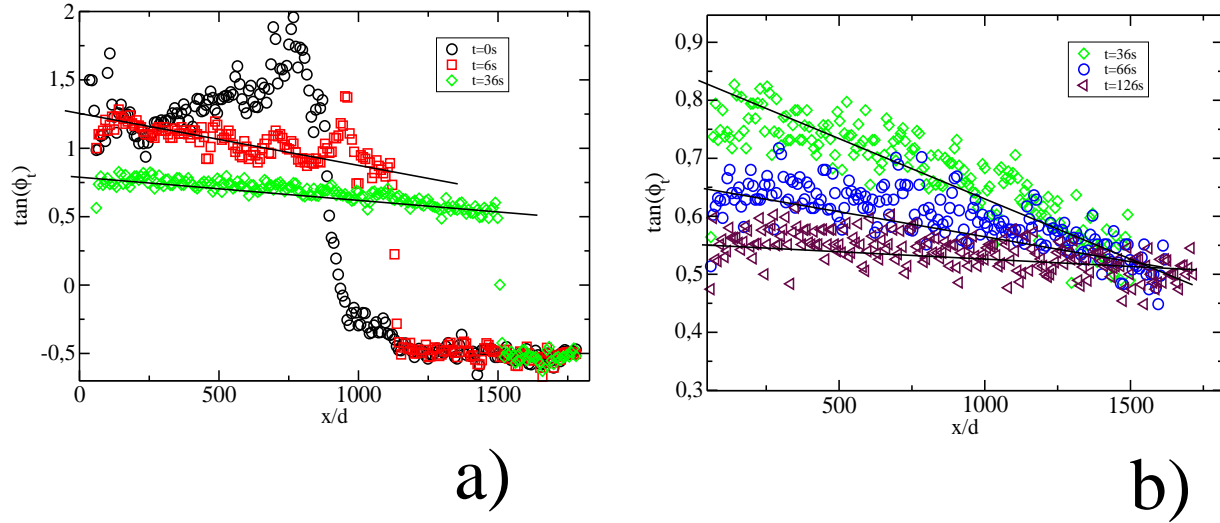 2
1,5
1
0,5
0
-0,5
tan(ϕt)
t=0s
t=6s
t=36s
0
500
1000
1500
x/d
a)
0,9
0,8
0,7
0,6
0,5
0,4
0,3
tan(ϕt)
t=36s
t=66s
t=126s
500
1000
1500
x/d
b)